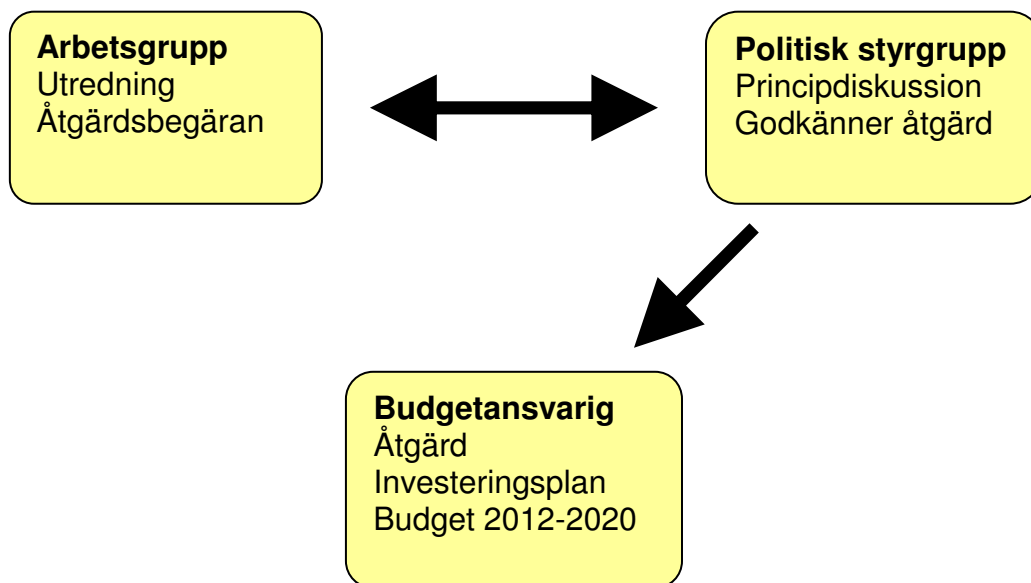 Arbetsgrupp
Utredning
Åtgärdsbegäran
Politisk styrgrupp
Principdiskussion
Godkänner åtgärd
Budgetansvarig
Åtgärd
Investeringsplan
Budget 2012-2020